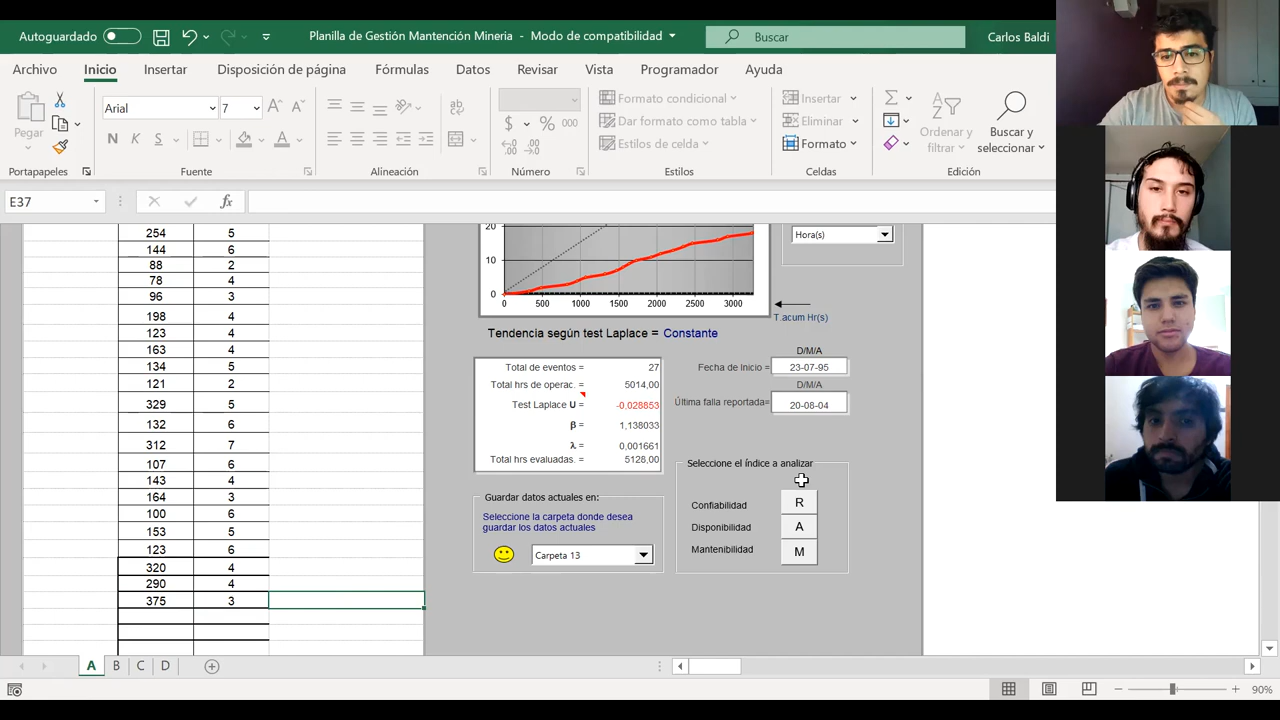 Autoguardado
Planilla de Gestión Mantención Mineria - Modo de compatibilidad
Buscar
Carlos Baldi
Archivo Inicio Insertar Disposición de página Fórmulas Datos Revisar Vista Programador Ayuda
Pegar
Arial 7
N K S
ab
$ % 000
Formato condicional
Dar formato como tabla
Estilos de celda
Insertar
Eliminar
Formato
Ordenar y filtrar
Buscar y seleccionar
Portapapeles Fuente Alineación Número Estilos Celdas Edición
E37
fx
254 5
144 6
88 2
78 4
96 3
198 4
123 4
163 4
134 5
121 2
329 5
132 6
312 7
107 6
143 4
164 3
100 6
153 5
123 6
320 4
290 4
375 3
20
10
0
0 500 1000 1500 2000 2500 3000
Hora(s)
T.acum Hr(s)
Tendencia según test Laplace = Constante
Total de eventos = 27
Total hrs de operac. = 5014,00
Test Laplace U = -0,028853
β = 1,138033
λ = 0,001661
Total hrs evaluadas. = 5128,00
D/M/A
Fecha de Inicio = 23-07-95
D/M/A
Última falla reportada= 20-08-04
Guardar datos actuales en:
Seleccione la carpeta donde desea
guardar los datos actuales
Carpeta 13
Seleccione el índice a analizar
Confiabilidad R
Disponibilidad A
Mantenibilidad M
A B C D
90%